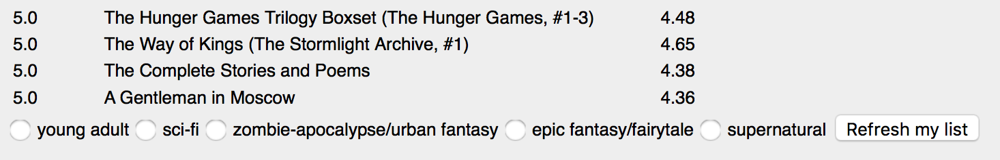 5.0 The Hunger Games Trilogy Boxset (The Hunger Games, #1-3) 4.48
5.0 The Way of Kings (The Stormlight Archive, #1) 4.65
5.0 The Complete Stories and Poems 4.38
5.0 A Gentleman in Moscow 4.36
young adult sci-fi zombie-apocalypse/urban fantasy epic fantasy/fairytale supernatural Refresh my list